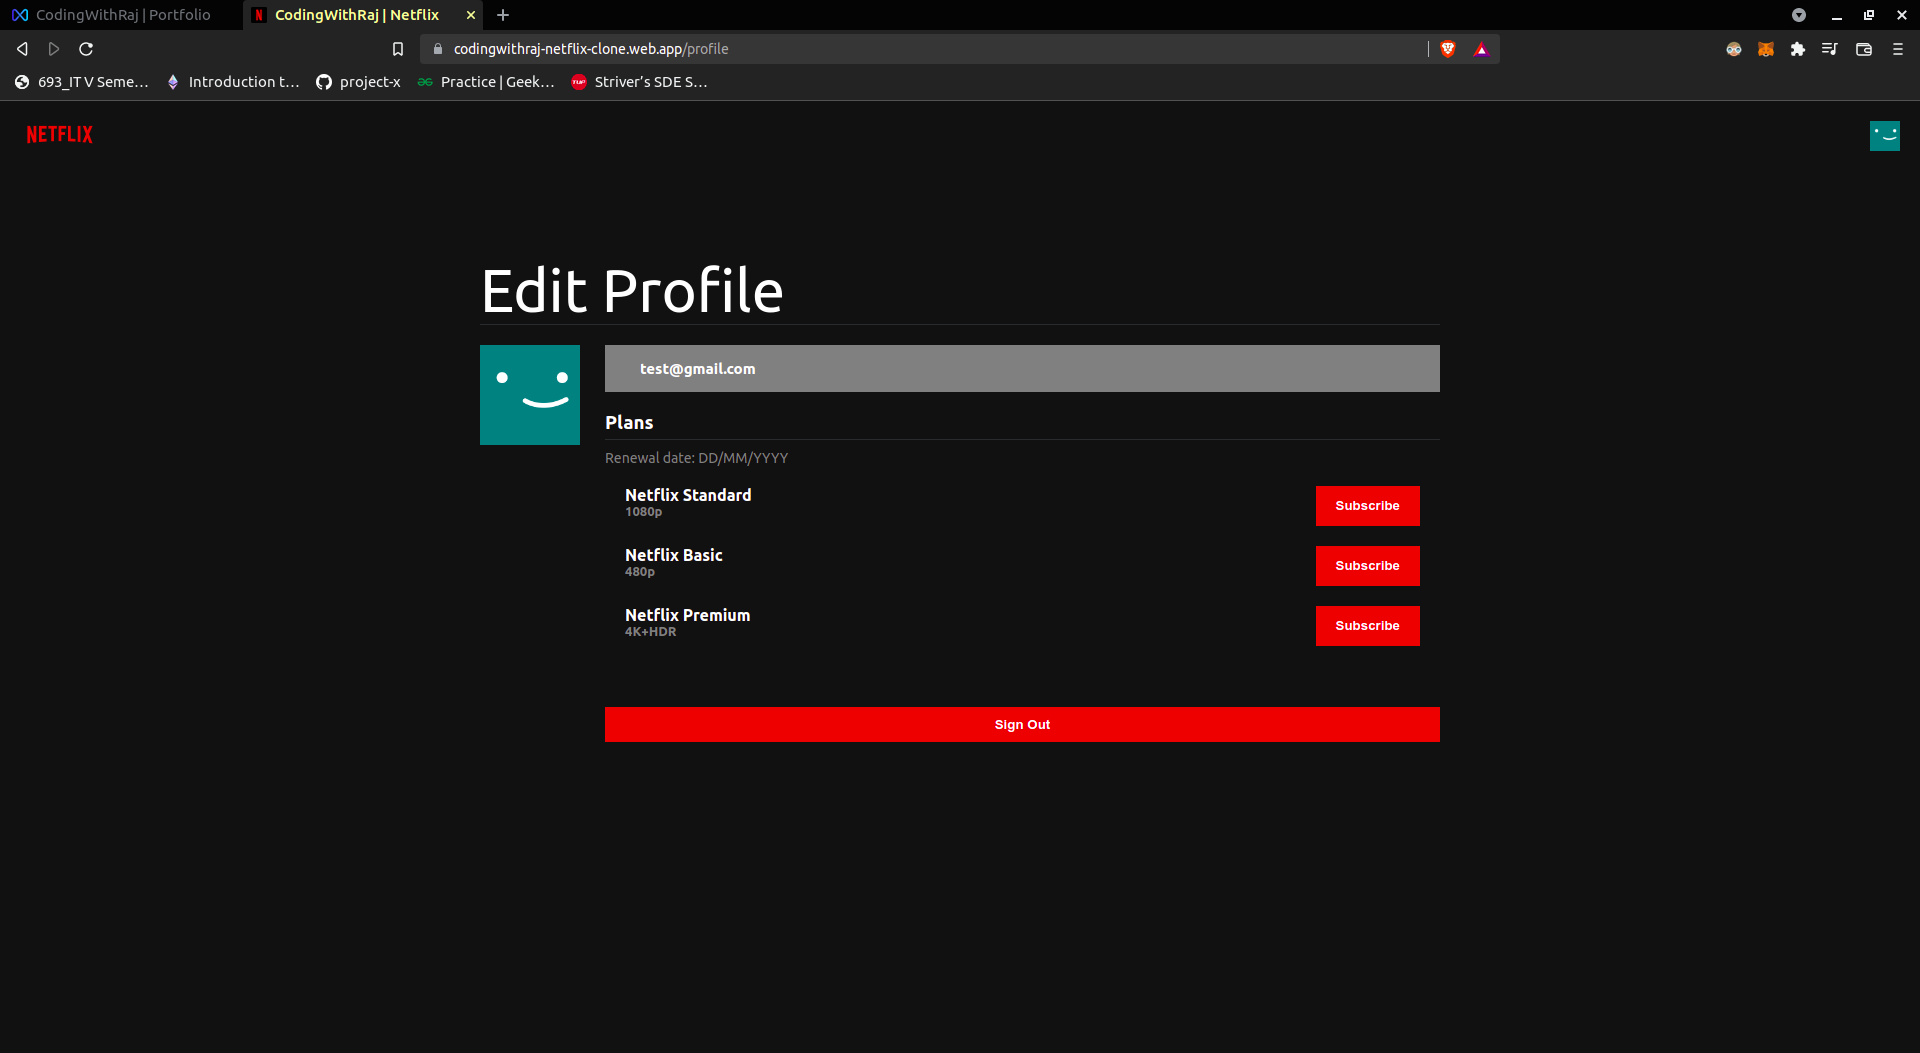 CodingWithRaj | Portfolio
CodingWithRaj | Netflix
codingwithraj-netflix-clone.web.app/profile
693_IT V Seme...
Introduction t...
project-x
Practice | Geek...
TUF
Striver's SDE S...
NETFLIX
Edit Profile
test@gmail.com
Plans
Renewal date: DD/MM/YYYY
Netflix Standard
1080p
Subscribe
Netflix Basic
480p
Subscribe
Netflix Premium
4K+HDR
Subscribe
Sign Out